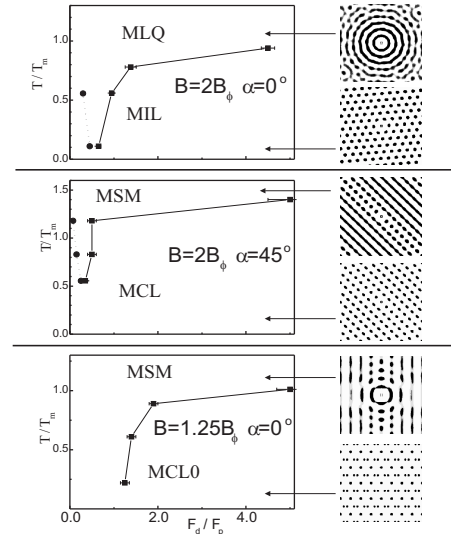 MLQ
T / T_m
1.0
0.5
0.0
B=2B_ϕ α=0°
MIL
MSM
T/ T_m
1.5
1.0
0.5
0.0
B=2B_ϕ α=45°
MCL
MSM
T / T_m
1.0
0.5
B=1.25B_ϕ α=0°
MCL0
0.0 2.0 4.0
F_d / F_p